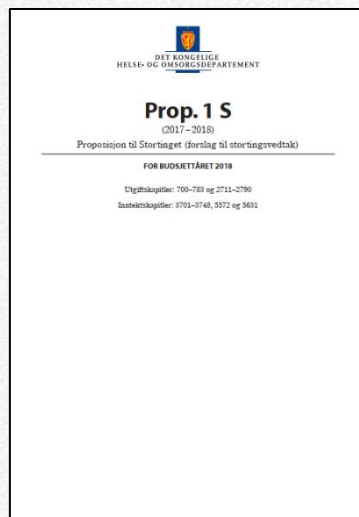 DET KONGELIGE
HELSE- OG OMSORGSDEPARTEMENT
Prop. 1 S
(2017–2018)
Proposisjon til Stortinget (forslag til stortingsvedtak)
FOR BUDSJETTÅRET 2018
Utgiftskapitler: 700–783 og 2711–2790
Inntektskapitler: 3701–3748, 5572 og 5631